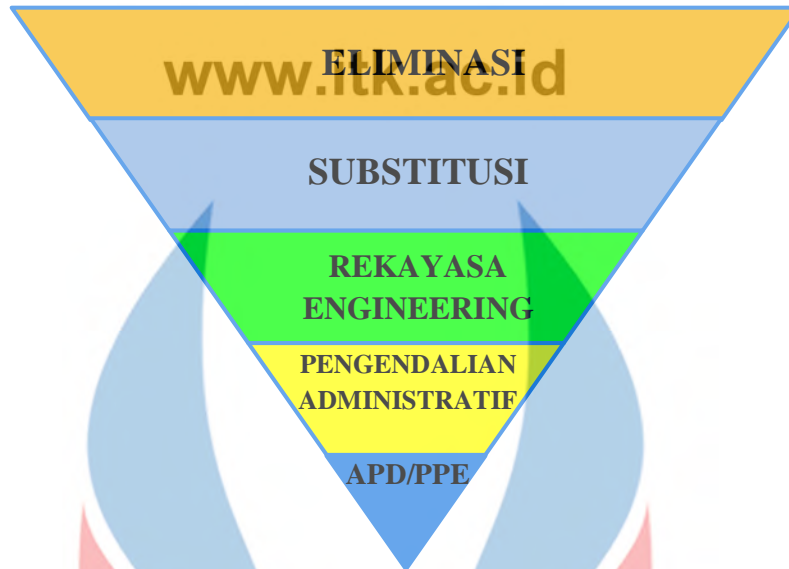 ELIMINASI
www.itk.ac.id
SUBSTITUSI
REKAYASA
ENGINEERING
PENGENDALIAN
ADMINISTRATIF
APD/PPE